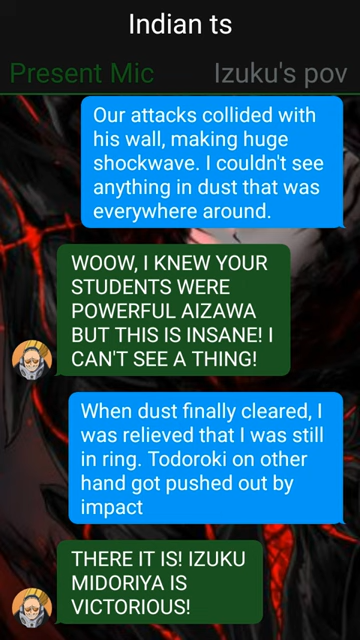 Indian ts
Present Mic
Izuku's pov
Our attacks collided with
his wall, making huge
shockwave. I couldn't see
anything in dust that was
everywhere around.
WOOW, I KNEW YOUR
STUDENTS WERE
POWERFUL AIZAWA
BUT THIS IS INSANE! I
CAN'T SEE A THING!
When dust finally cleared, I
was relieved that I was still
in ring. Todoroki on other
hand got pushed out by
impact
THERE IT IS! IZUKU
MIDORIYA IS
VICTORIOUS!